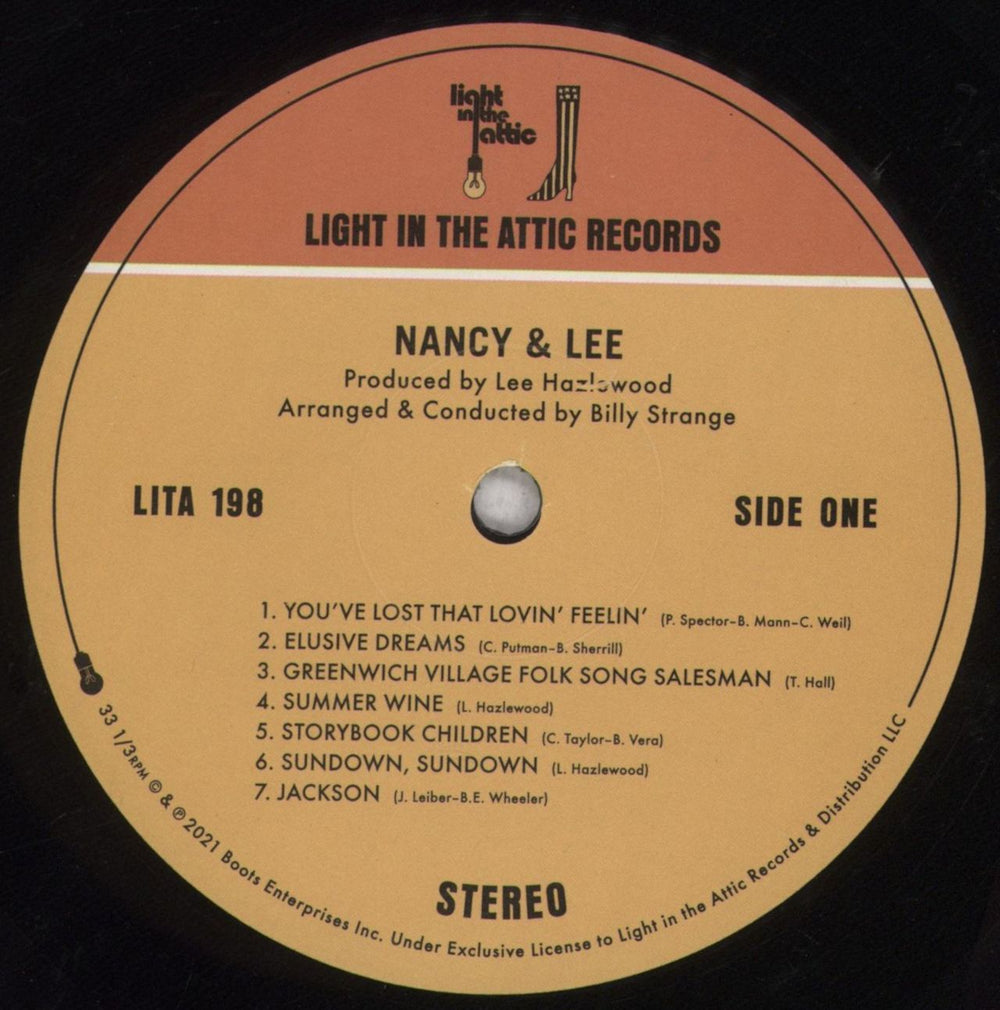 light
in the
attic
LIGHT IN THE ATTIC RECORDS
NANCY & LEE
Produced by Lee Hazlewood
Arranged & Conducted by Billy Strange
LITA 198
SIDE ONE
1. YOU'VE LOST THAT LOVIN' FEELIN' (P. Spector–B. Mann–C. Weil)
2. ELUSIVE DREAMS (C. Putman–B. Sherrill)
3. GREENWICH VILLAGE FOLK SONG SALESMAN (T. Hall)
4. SUMMER WINE (L. Hazlewood)
5. STORYBOOK CHILDREN (C. Taylor–B. Vera)
6. SUNDOWN, SUNDOWN (L. Hazlewood)
7. JACKSON (J. Leiber–B.E. Wheeler)
STEREO
33 1/3RPM © & ℗ 2021 Boots Enterprises Inc. Under Exclusive License to Light in the Attic Records & Distribution LLC